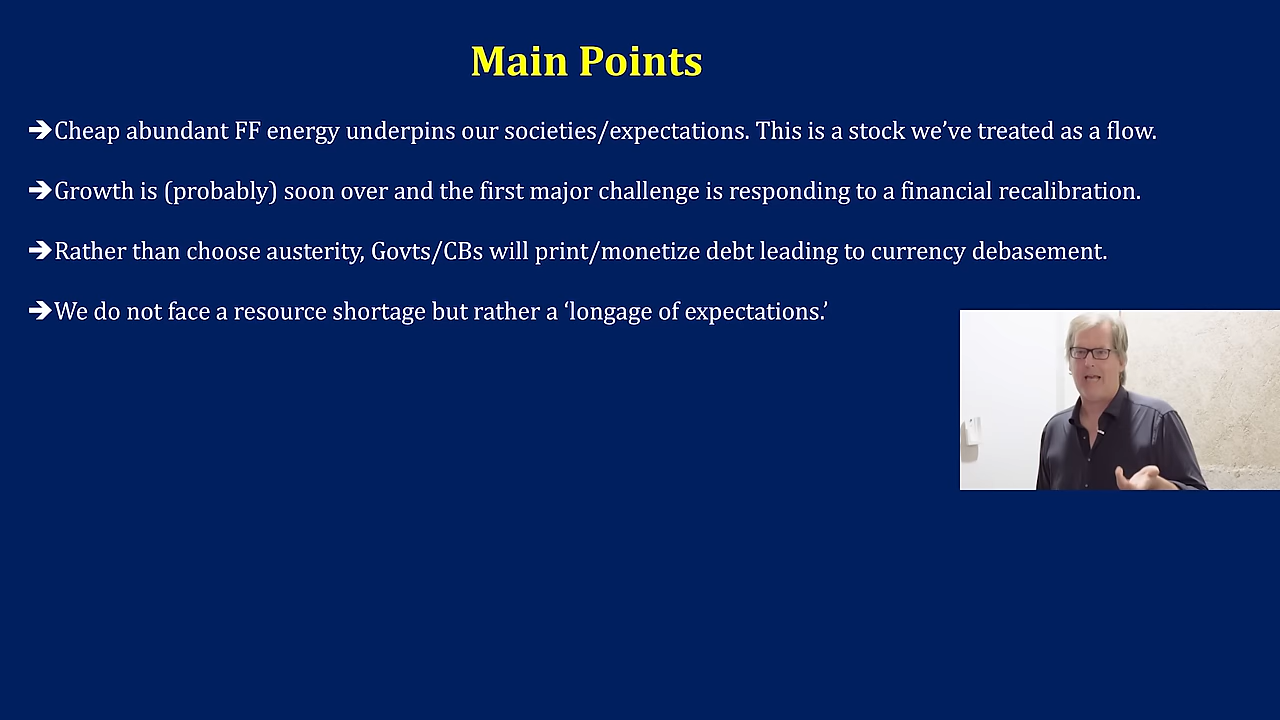 Main Points
➔Cheap abundant FF energy underpins our societies/expectations. This is a stock we’ve treated as a flow.
➔Growth is (probably) soon over and the first major challenge is responding to a financial recalibration.
➔Rather than choose austerity, Govts/CBs will print/monetize debt leading to currency debasement.
➔We do not face a resource shortage but rather a ‘longage of expectations.’